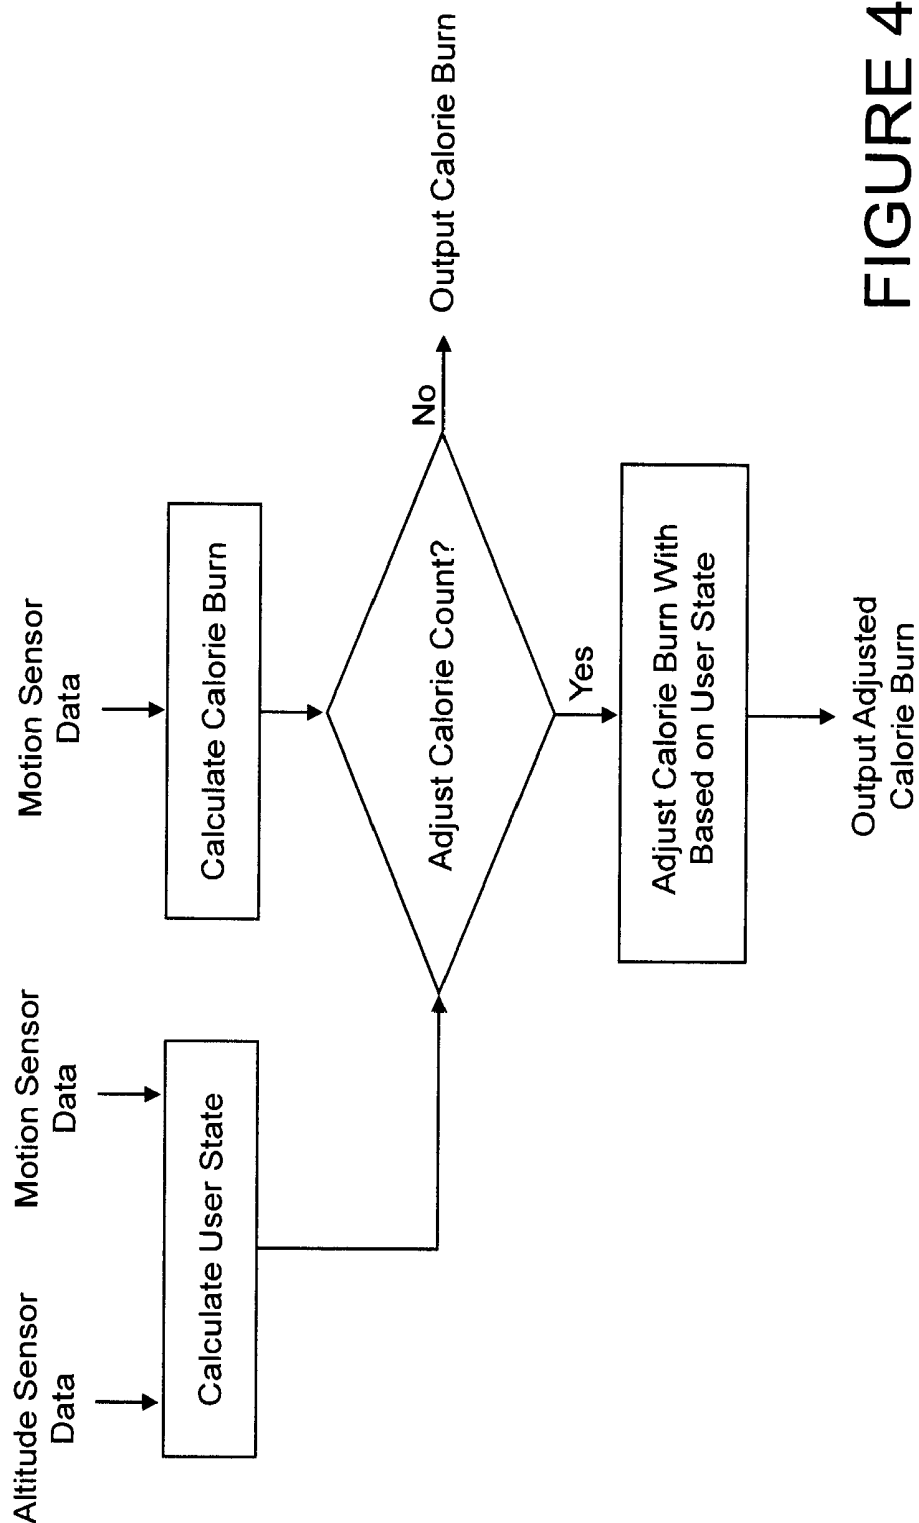 Altitude Sensor
Data
Motion Sensor
Data
Motion Sensor
Data
Calculate User State
Calculate Calorie Burn
Adjust Calorie Count?
No
Output Calorie Burn
Yes
Adjust Calorie Burn With
Based on User State
Output Adjusted
Calorie Burn
FIGURE 4